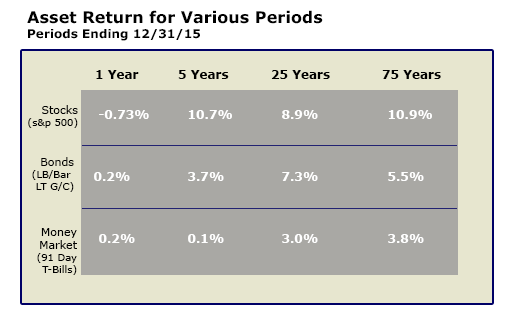 Asset Return for Various Periods
Periods Ending 12/31/15
1 Year 5 Years 25 Years 75 Years
Stocks
(s&p 500)
-0.73% 10.7% 8.9% 10.9%
Bonds
(LB/Bar
LT G/C)
0.2% 3.7% 7.3% 5.5%
Money
Market
(91 Day
T-Bills)
0.2% 0.1% 3.0% 3.8%